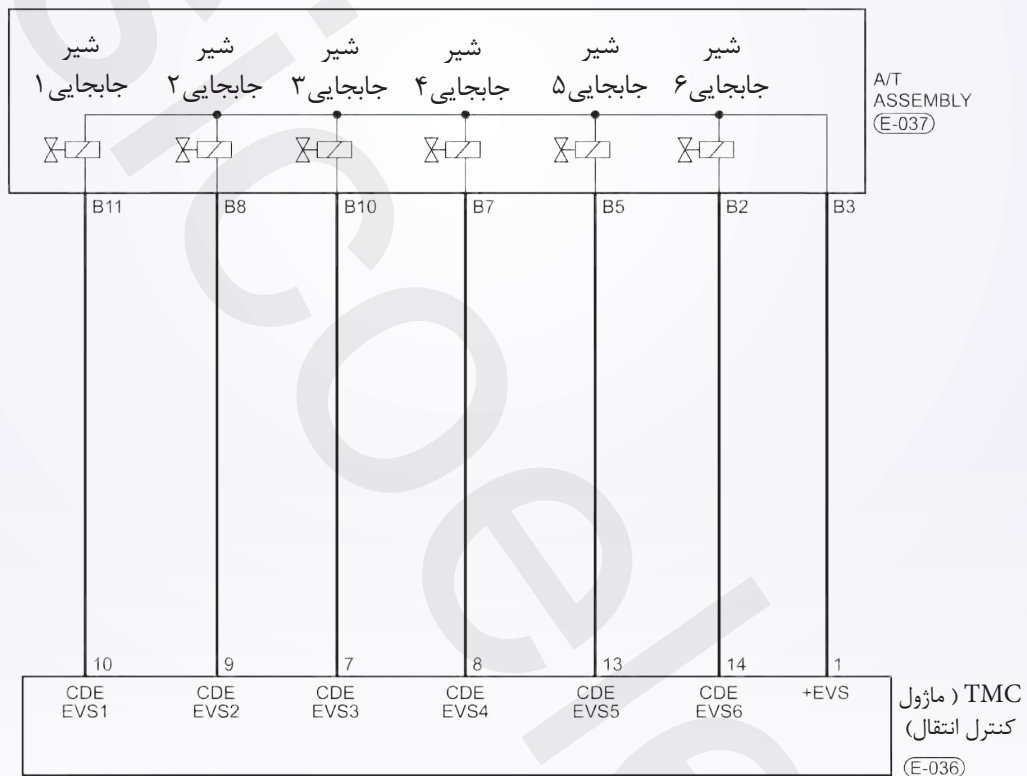 شیر
جابجایی۱
شیر
جابجایی۲
شیر
جابجایی۳
شیر
جابجایی۴
شیر
جابجایی۵
شیر
جابجایی۶
A/T
ASSEMBLY
E-037
B11 B8 B10 B7 B5 B2 B3
10 9 7 8 13 14 1
CDE
EVS1
CDE
EVS2
CDE
EVS3
CDE
EVS4
CDE
EVS5
CDE
EVS6
+EVS
TMC ( ماژول
کنترل انتقال)
E-036